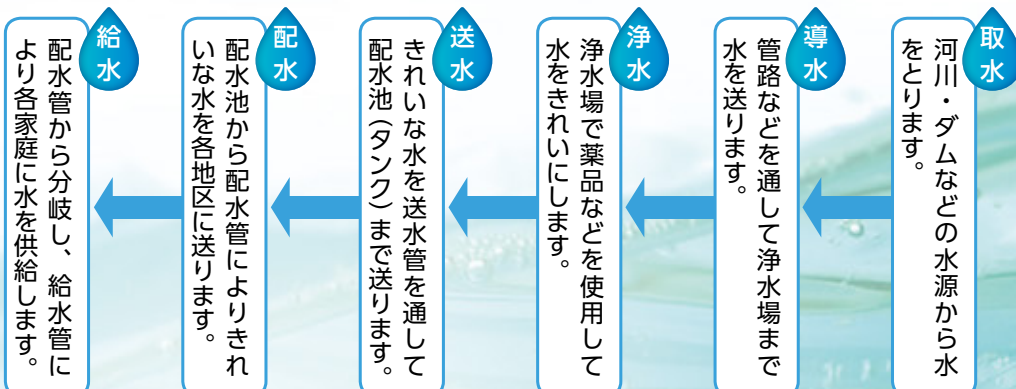 取水
河川・ダムなどの水源から水
をとります。
導水
管路などを通して浄水場まで
水を送ります。
浄水
浄水場で薬品などを使用して
水をきれいにします。
送水
きれいな水を送水管を通して
配水池（タンク）まで送ります。
配水
配水池から配水管によりきれ
いな水を各地区に送ります。
給水
配水管から分岐し、給水管に
より各家庭に水を供給します。